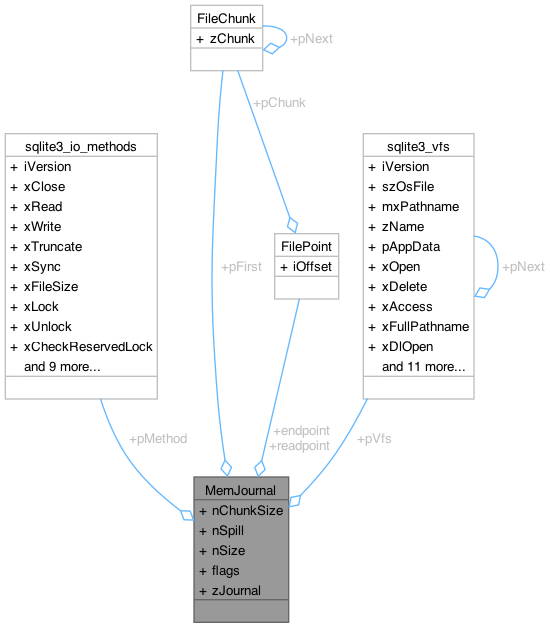 FileChunk
+ zChunk
+pNext
+pChunk
sqlite3_io_methods
+ iVersion
+ xClose
+ xRead
+ xWrite
+ xTruncate
+ xSync
+ xFileSize
+ xLock
+ xUnlock
+ xCheckReservedLock
and 9 more...
sqlite3_vfs
+ iVersion
+ szOsFile
+ mxPathname
+ zName
+ pAppData
+ xOpen
+ xDelete
+ xAccess
+ xFullPathname
+ xDlOpen
and 11 more...
+pNext
FilePoint
+ iOffset
+pFirst
+pMethod
+endpoint
+readpoint
+pVfs
MemJournal
+ nChunkSize
+ nSpill
+ nSize
+ flags
+ zJournal